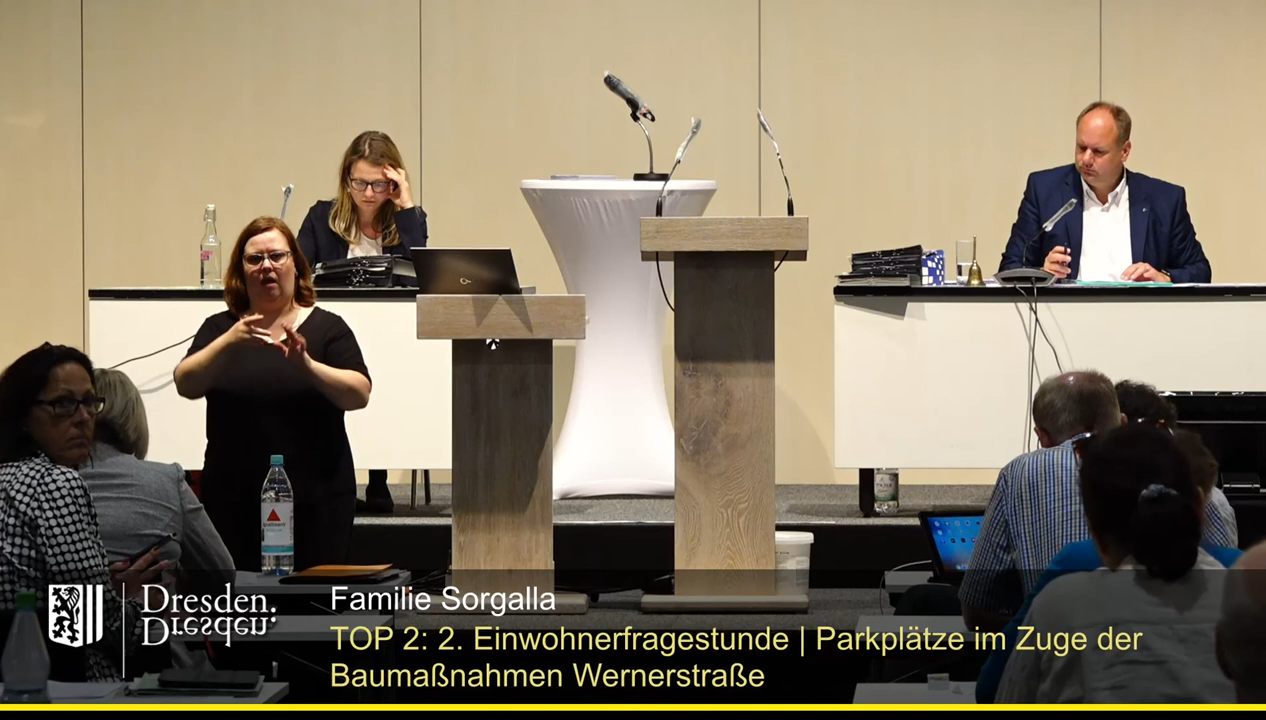 Dresden.
Dresden.
Familie Sorgalla
TOP 2: 2. Einwohnerfragestunde | Parkplätze im Zuge der
Baumaßnahmen Wernerstraße